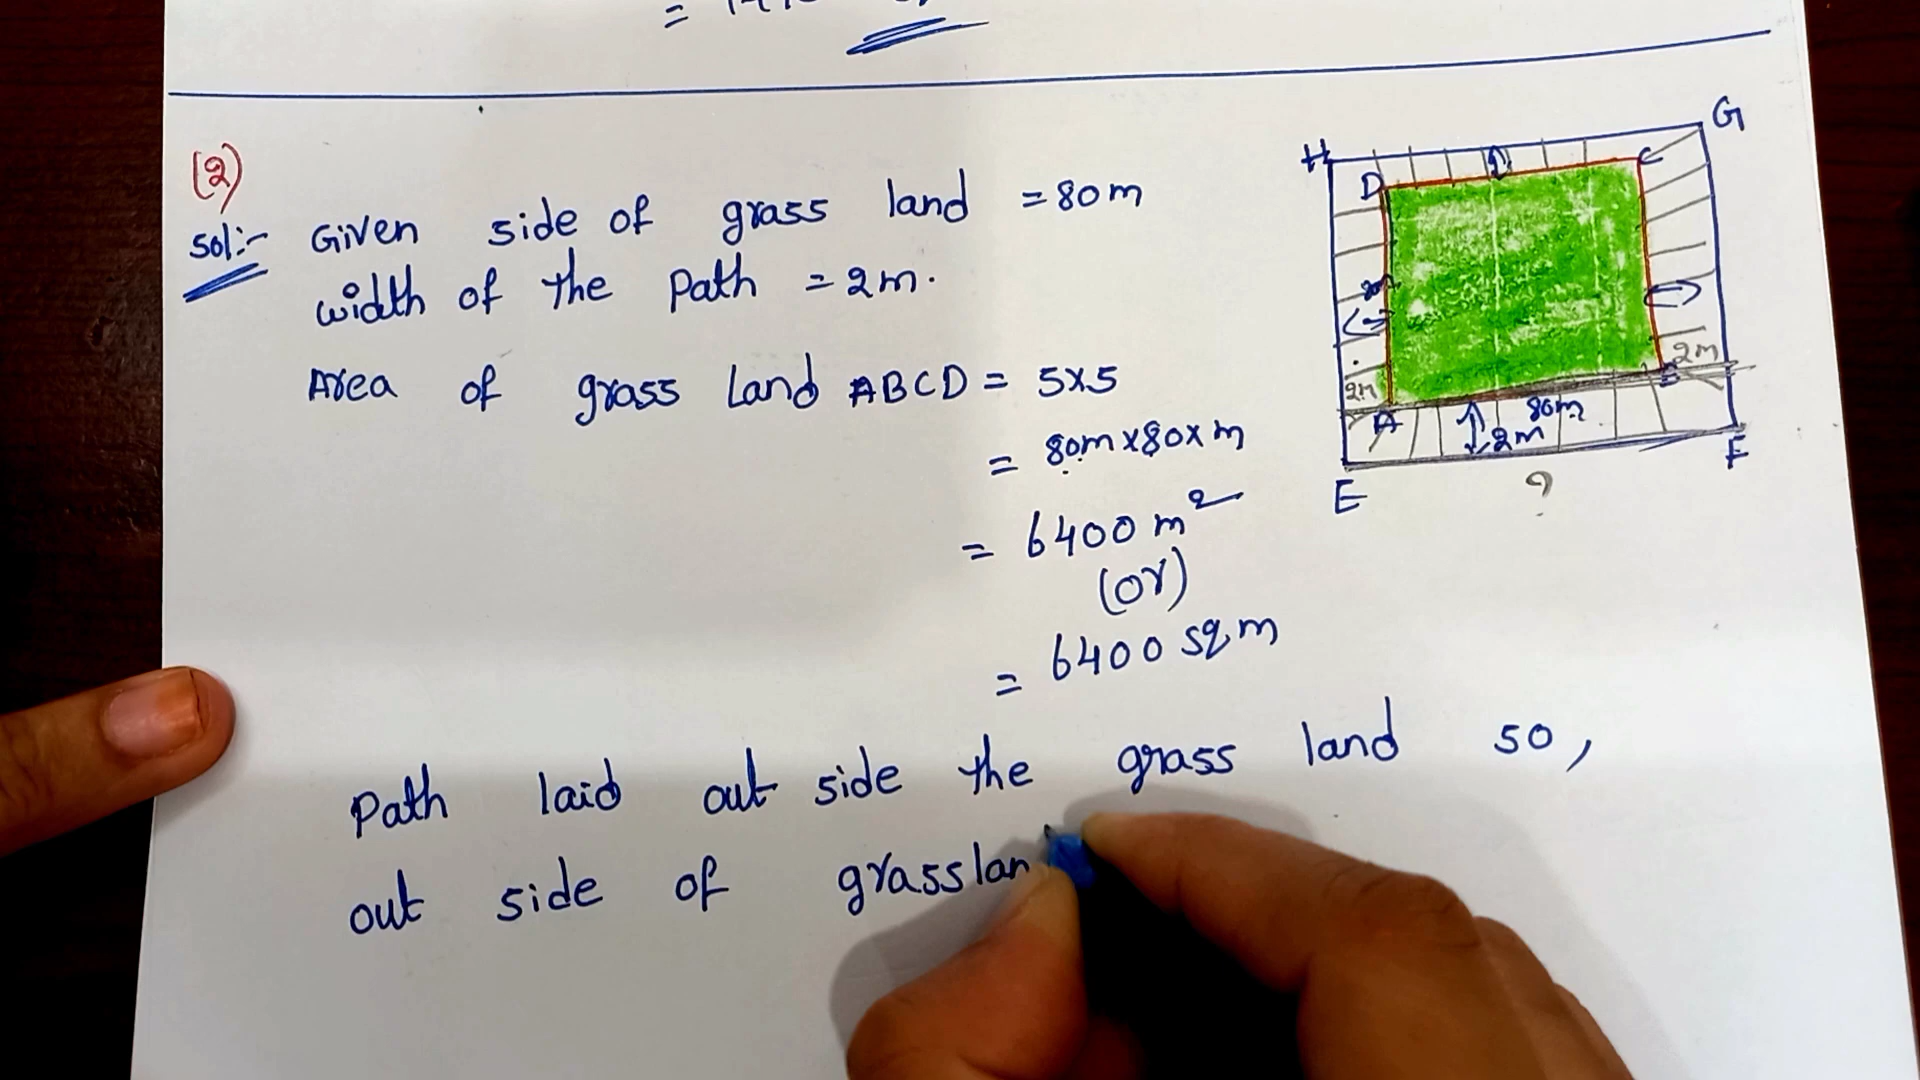 (2)
Sol:- Given side of grass land = 80m
width of the Path = 2m.
Area of grass Land ABCD = s×s
= 80m×80×m
= 6400 m²
(or)
= 6400 sq m
Path laid out side the grass land so,
out side of grasslan
H
G
D
C
2m
2m
A
B
80m
2m
E
F
?